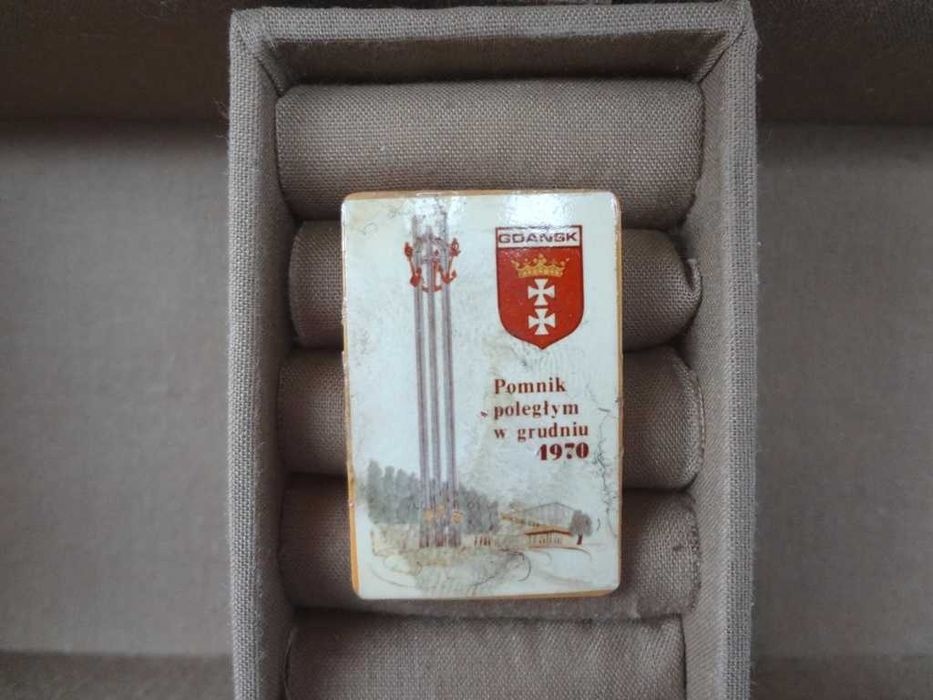 GDAŃSK
Pomnik
poległym
w grudniu
1970